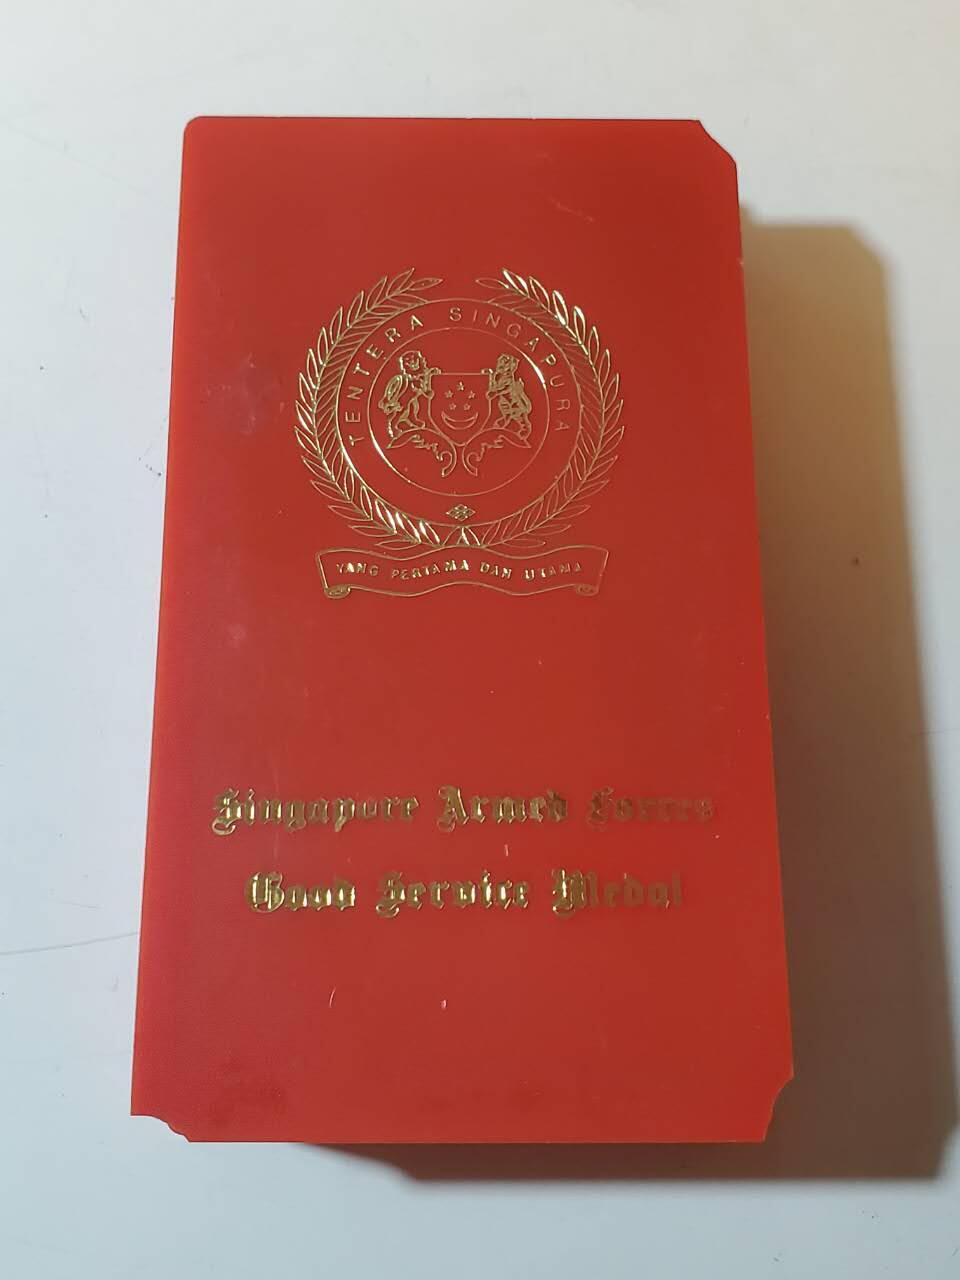 TENTERA SINGAPURA
YANG PERTAMA DAN UTAMA
Singapore Armed Forces
Good Service Medal